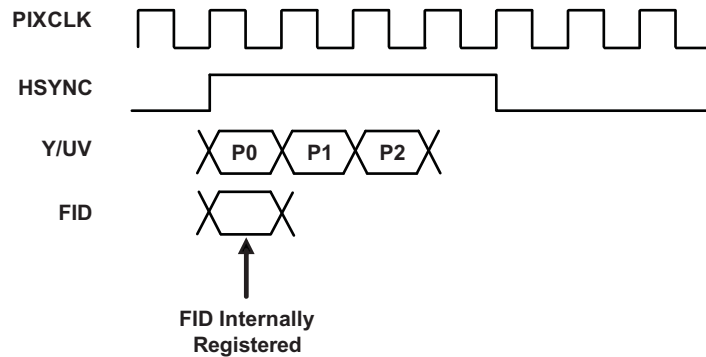 PIXCLK
HSYNC
Y/UV
P0 P1 P2
FID
FID Internally
Registered